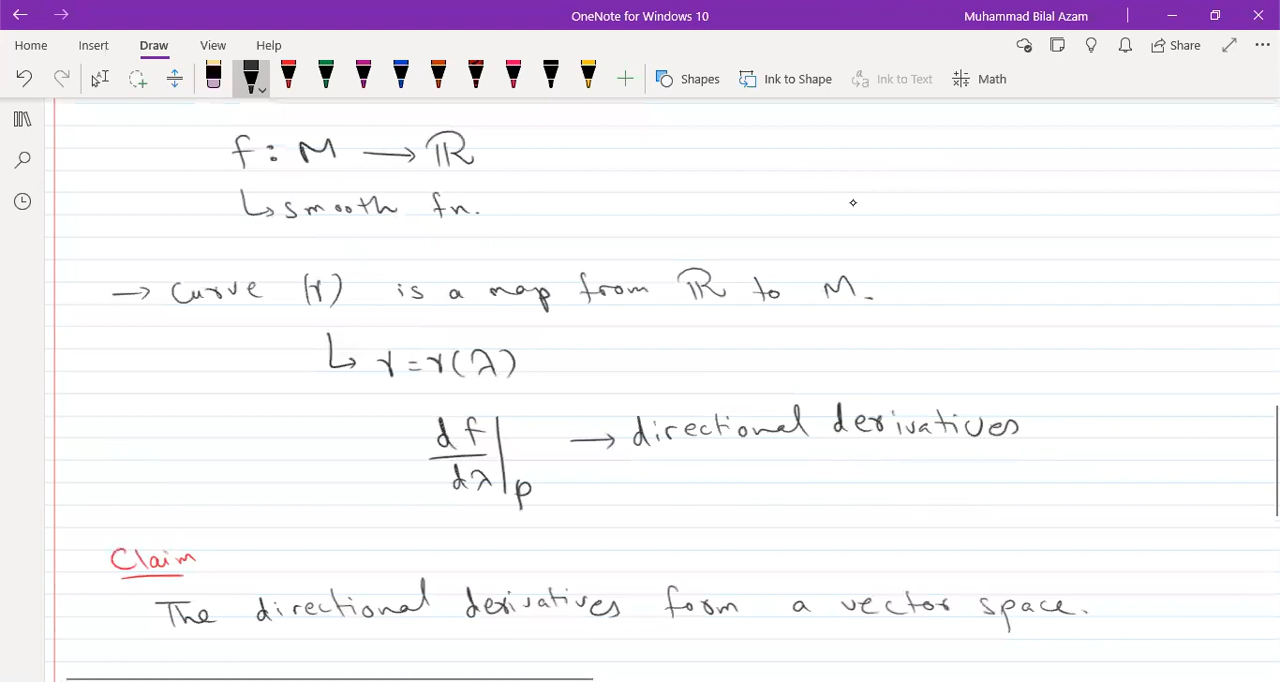 OneNote for Windows 10
Muhammad Bilal Azam
Home Insert Draw View Help
Share
Shapes Ink to Shape Ink to Text Math
f : M → ℝ
↳ smooth fn.
→ Curve (γ) is a map from ℝ to M.
↳ γ = γ(λ)
df/dλ|p → directional derivatives
Claim
The directional derivatives form a vector space.